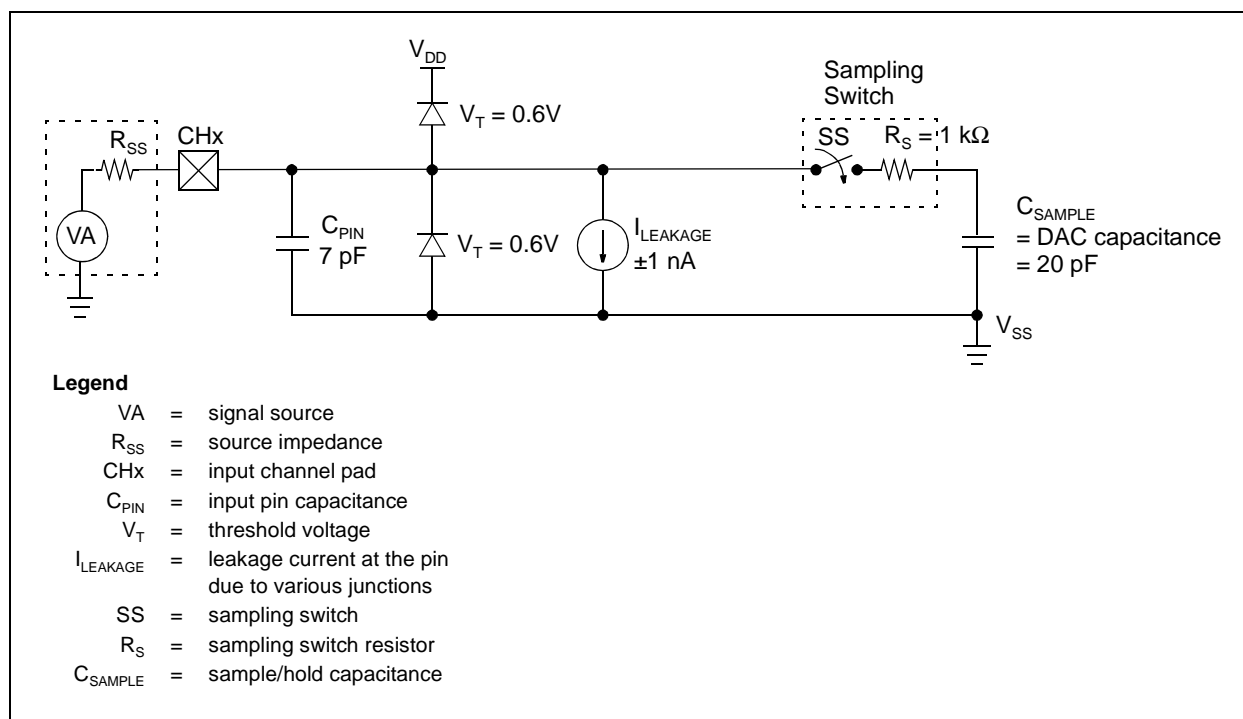 V_DD
Sampling
Switch
V_T = 0.6V
R_SS
CHx
SS
R_S = 1 kΩ
VA
C_PIN
7 pF
V_T = 0.6V
I_LEAKAGE
±1 nA
C_SAMPLE
= DAC capacitance
= 20 pF
V_SS
Legend
VA = signal source
R_SS = source impedance
CHx = input channel pad
C_PIN = input pin capacitance
V_T = threshold voltage
I_LEAKAGE = leakage current at the pin
due to various junctions
SS = sampling switch
R_S = sampling switch resistor
C_SAMPLE = sample/hold capacitance